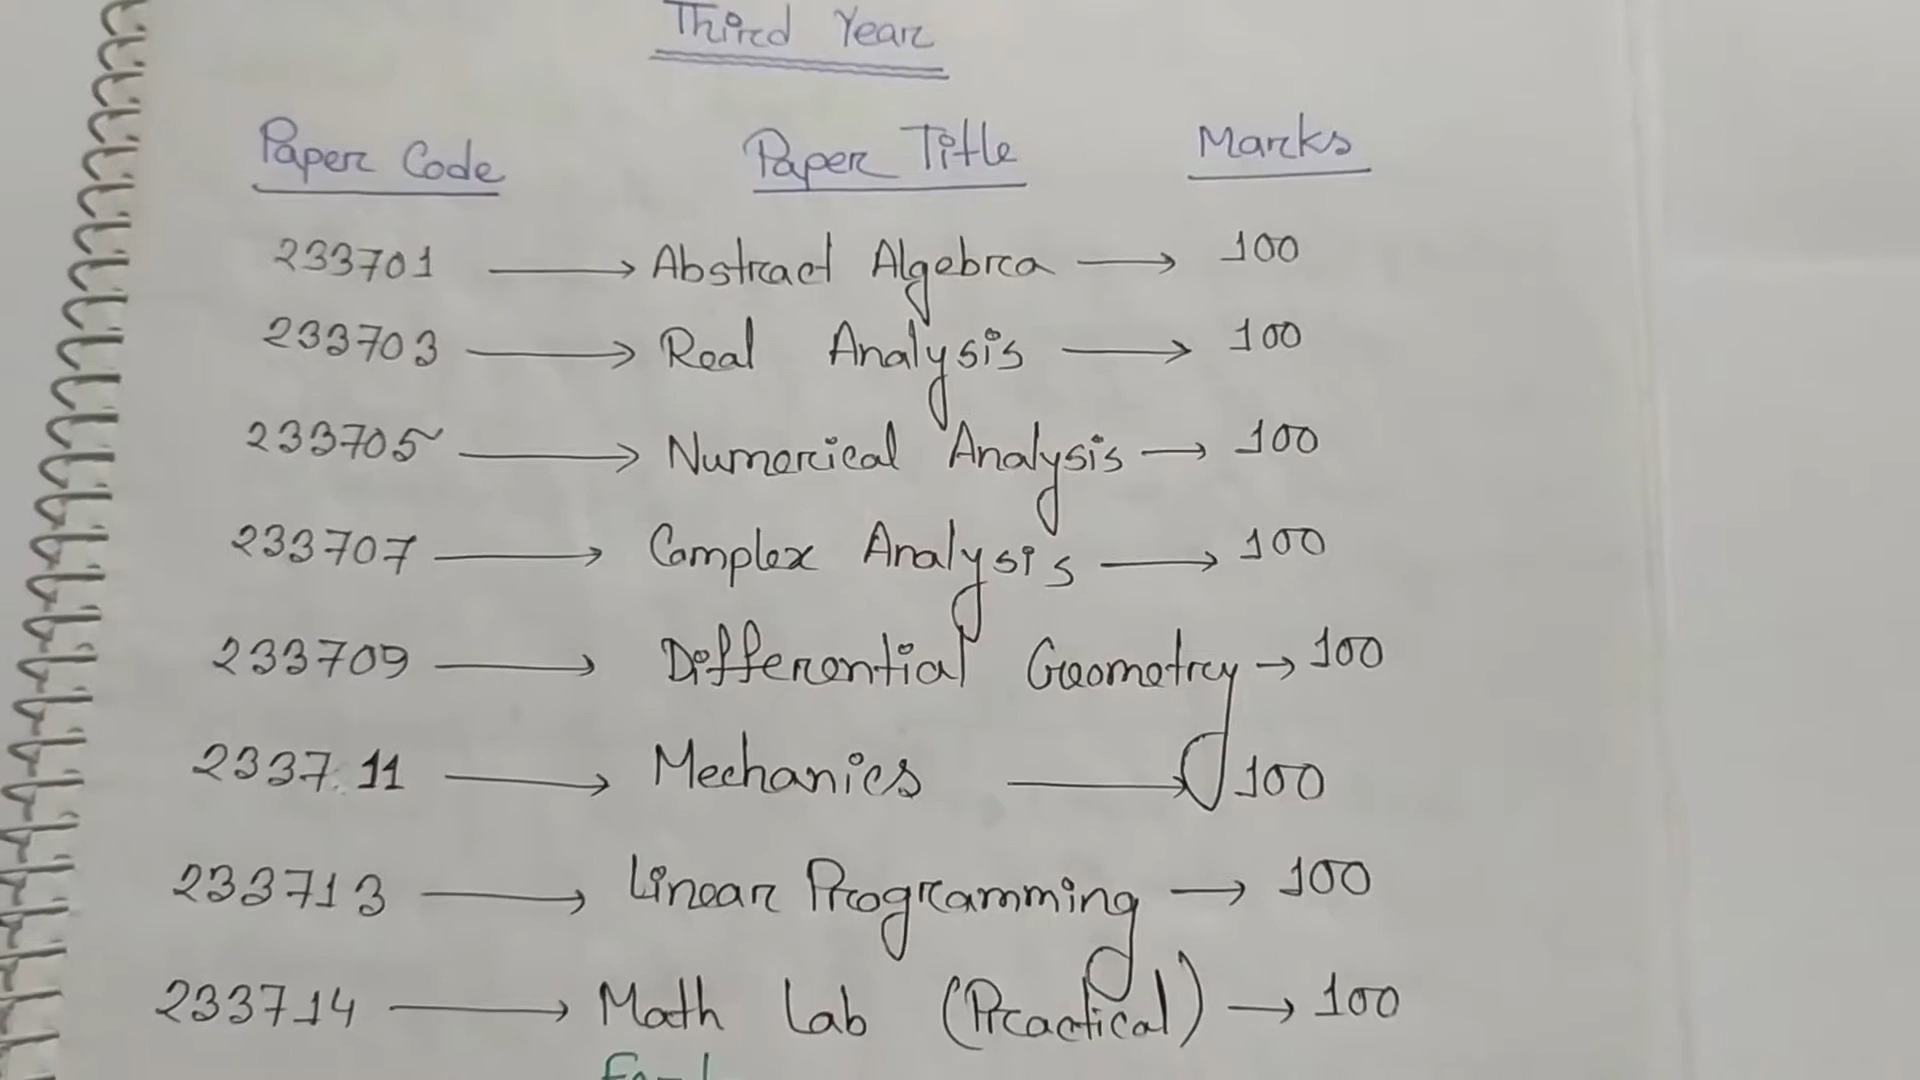 Third Year
Paper Code Paper Title Marks
233701 → Abstract Algebra → 100
233703 → Real Analysis → 100
233705 → Numerical Analysis → 100
233707 → Complex Analysis → 100
233709 → Differential Geometry → 100
233711 → Mechanics → 100
233713 → Linear Programming → 100
233714 → Math Lab (Practical) → 100